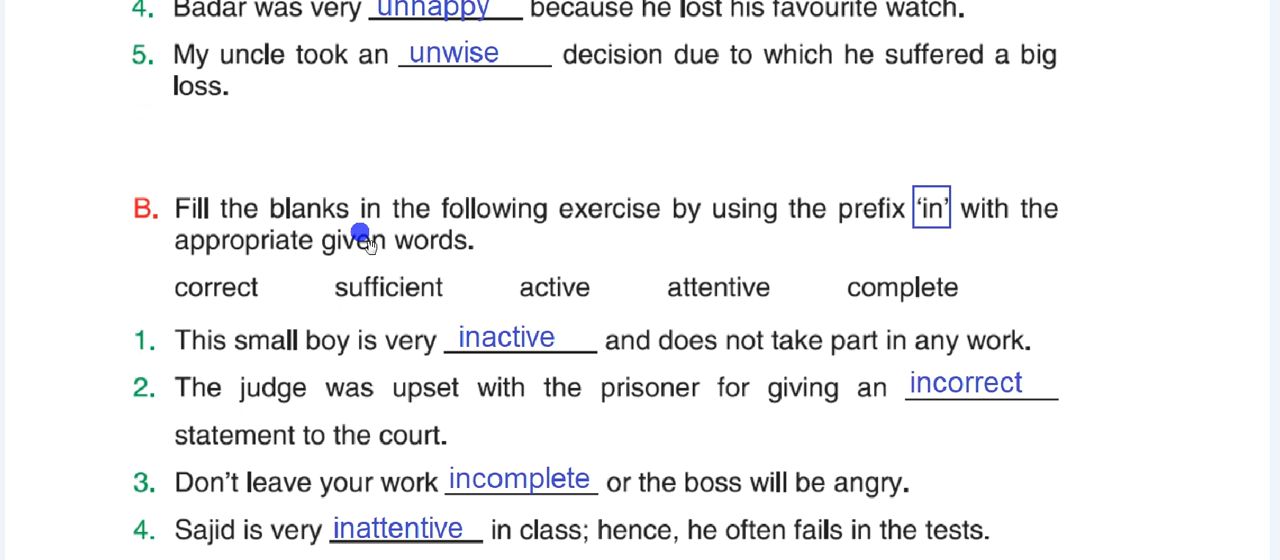 4. Badar was very unhappy because he lost his favourite watch.
5. My uncle took an unwise decision due to which he suffered a big
loss.
B. Fill the blanks in the following exercise by using the prefix ‘in’ with the
appropriate given words.
correct sufficient active attentive complete
1. This small boy is very inactive and does not take part in any work.
2. The judge was upset with the prisoner for giving an incorrect
statement to the court.
3. Don’t leave your work incomplete or the boss will be angry.
4. Sajid is very inattentive in class; hence, he often fails in the tests.